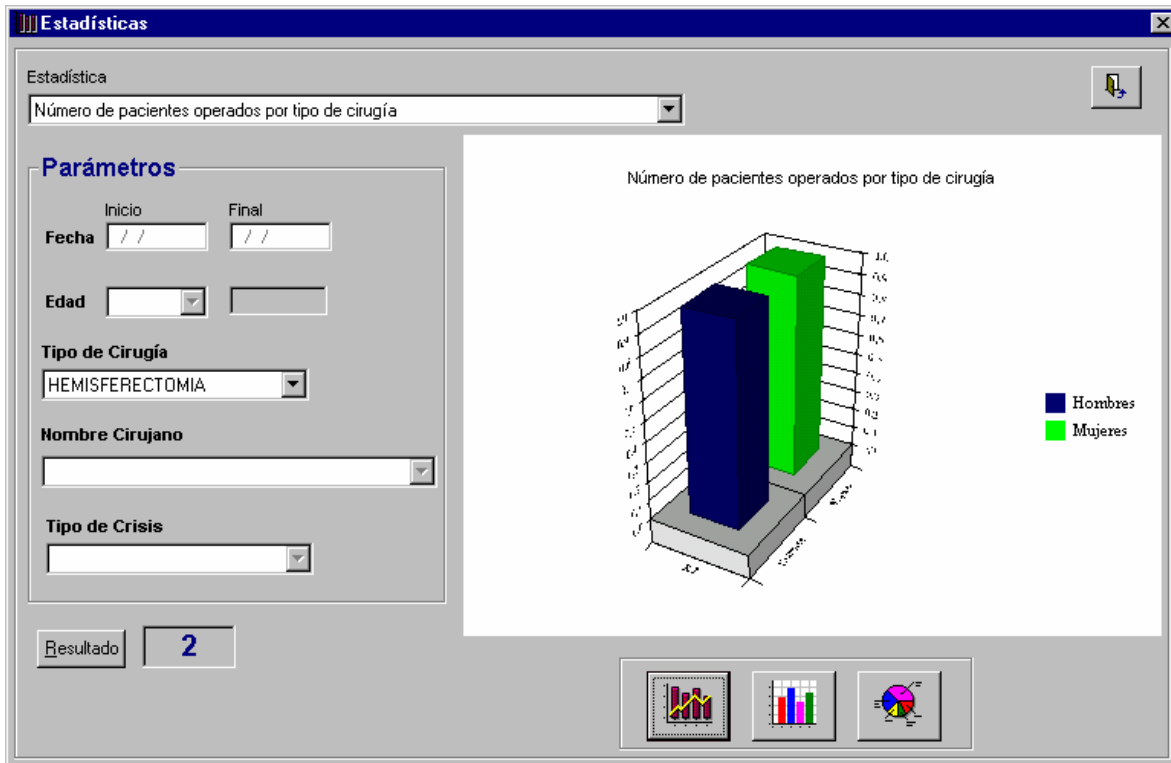 Estadísticas
Estadística
Número de pacientes operados por tipo de cirugía
Parámetros
Inicio Final
Fecha / / / /
Edad
Tipo de Cirugía
HEMISFERECTOMIA
Nombre Cirujano
Tipo de Crisis
Resultado 2
Número de pacientes operados por tipo de cirugía
Hombres
Mujeres